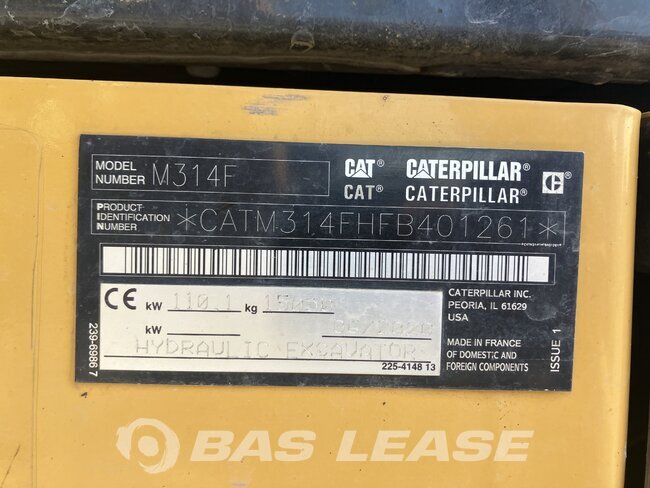 MODEL NUMBER M314F
CAT® CATERPILLAR®
CAT® CATERPILLAR®
C
PRODUCT IDENTIFICATION NUMBER *CATM314FHFB401261*
CE kW 110.1 kg
kW
HYDRAULIC EXCAVATOR
225-4148 13
239-6986 7
CATERPILLAR INC.
PEORIA, IL 61629
USA
MADE IN FRANCE
OF DOMESTIC AND
FOREIGN COMPONENTS
ISSUE 1
BAS LEASE